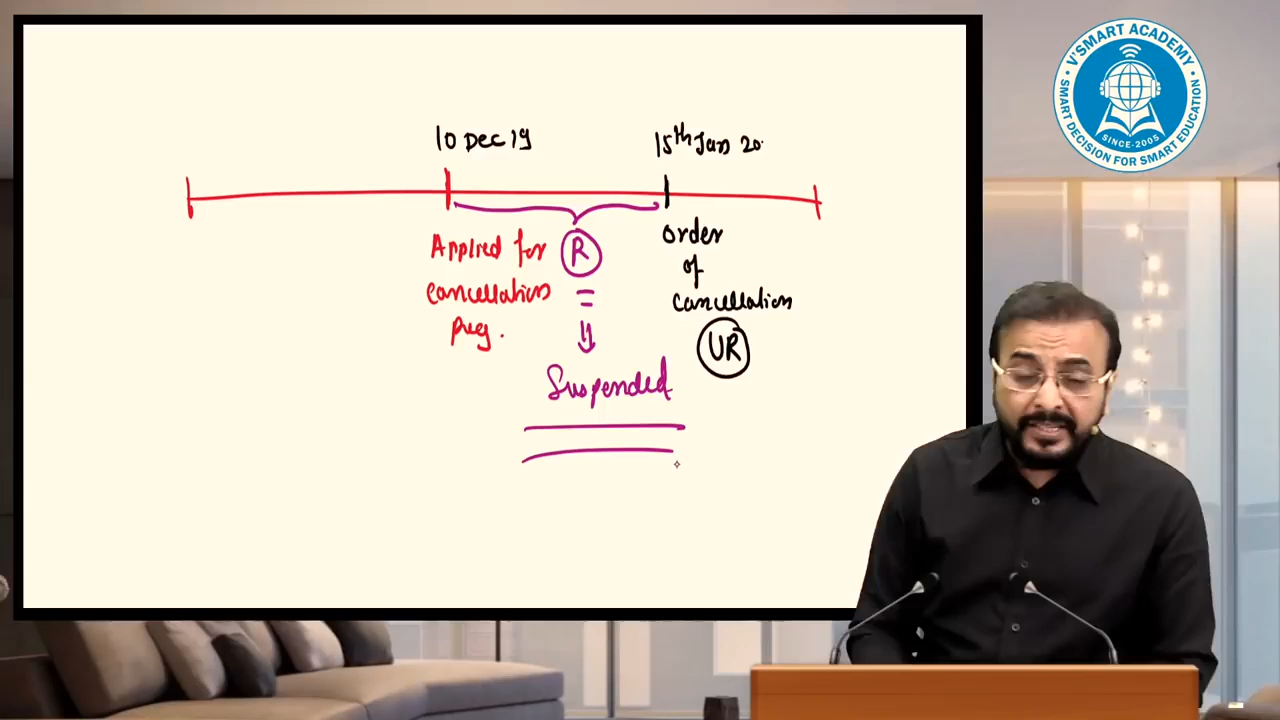 10 Dec 19
15th Jan 20
Applied for
cancellation
R
order
of
cancellation
UR
Suspended
V'SMART ACADEMY
SMART DECISION FOR SMART EDUCATION
SINCE-2005